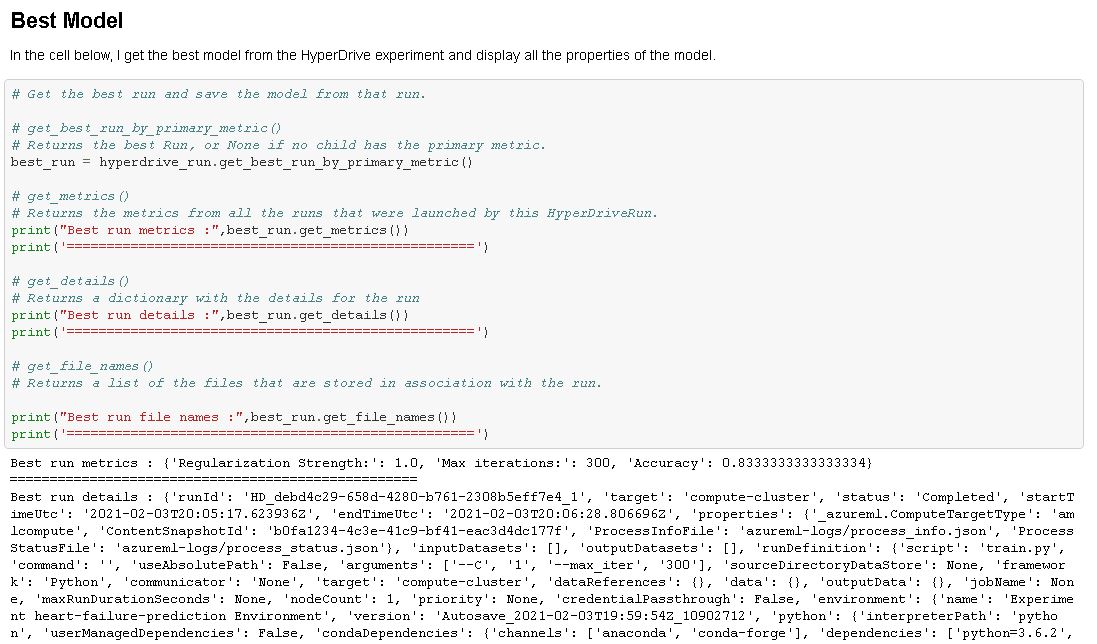 Best Model
In the cell below, I get the best model from the HyperDrive experiment and display all the properties of the model.
# Get the best run and save the model from that run.
# get_best_run_by_primary_metric()
# Returns the best Run, or None if no child has the primary metric.
best_run = hyperdrive_run.get_best_run_by_primary_metric()
# get_metrics()
# Returns the metrics from all the runs that were launched by this HyperDriveRun.
print("Best run metrics :",best_run.get_metrics())
print('===================================================')
# get_details()
# Returns a dictionary with the details for the run
print("Best run details :",best_run.get_details())
print('===================================================')
# get_file_names()
# Returns a list of the files that are stored in association with the run.
print("Best run file names :",best_run.get_file_names())
print('===================================================')
Best run metrics : {'Regularization Strength:': 1.0, 'Max iterations:': 300, 'Accuracy': 0.8333333333333334}
===================================================
Best run details : {'runId': 'HD_debd4c29-658d-4280-b761-2308b5eff7e4_1', 'target': 'compute-cluster', 'status': 'Completed', 'startT
imeUtc': '2021-02-03T20:05:17.623936Z', 'endTimeUtc': '2021-02-03T20:06:28.806696Z', 'properties': {'_azureml.ComputeTargetType': 'am
lcompute', 'ContentSnapshotId': 'b0fa1234-4c3e-41c9-bf41-eac3d4dc177f', 'ProcessInfoFile': 'azureml-logs/process_info.json', 'Process
StatusFile': 'azureml-logs/process_status.json'}, 'inputDatasets': [], 'outputDatasets': [], 'runDefinition': {'script': 'train.py',
'command': '', 'useAbsolutePath': False, 'arguments': ['--C', '1', '--max_iter', '300'], 'sourceDirectoryDataStore': None, 'framewor
k': 'Python', 'communicator': 'None', 'target': 'compute-cluster', 'dataReferences': {}, 'data': {}, 'outputData': {}, 'jobName': Non
e, 'maxRunDurationSeconds': None, 'nodeCount': 1, 'priority': None, 'credentialPassthrough': False, 'environment': {'name': 'Experime
nt heart-failure-prediction Environment', 'version': 'Autosave_2021-02-03T19:59:54Z_10902712', 'python': {'interpreterPath': 'pytho
n', 'userManagedDependencies': False, 'condaDependencies': {'channels': ['anaconda', 'conda-forge'], 'dependencies': ['python=3.6.2',